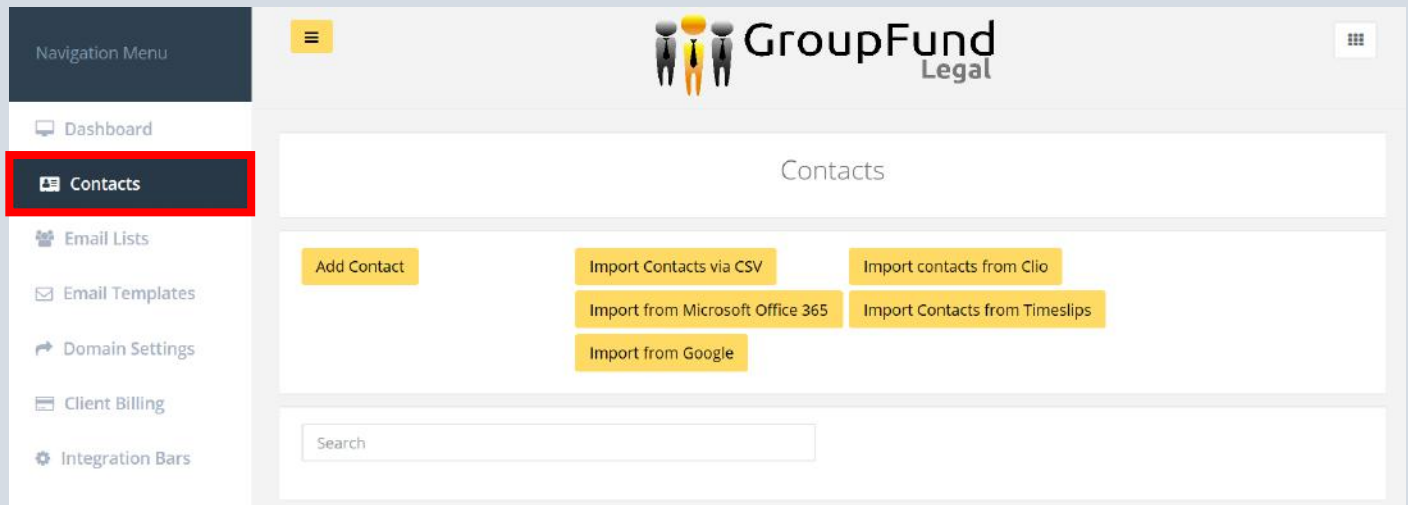 Navigation Menu
Dashboard
Contacts
Email Lists
Email Templates
Domain Settings
Client Billing
Integration Bars
GroupFund
Legal
Contacts
Add Contact
Import Contacts via CSV
Import contacts from Clio
Import from Microsoft Office 365
Import Contacts from Timeslips
Import from Google
Search